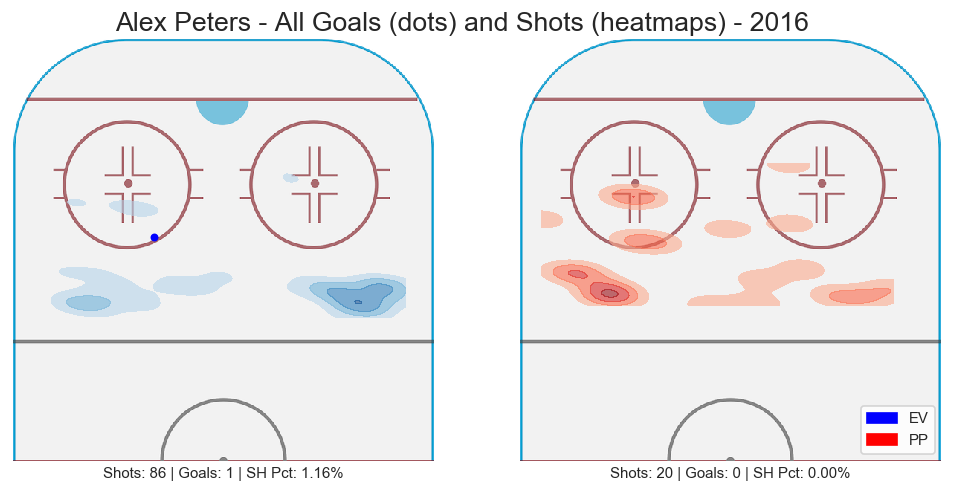 Alex Peters - All Goals (dots) and Shots (heatmaps) - 2016
EV
PP
Shots: 86 | Goals: 1 | SH Pct: 1.16%
Shots: 20 | Goals: 0 | SH Pct: 0.00%